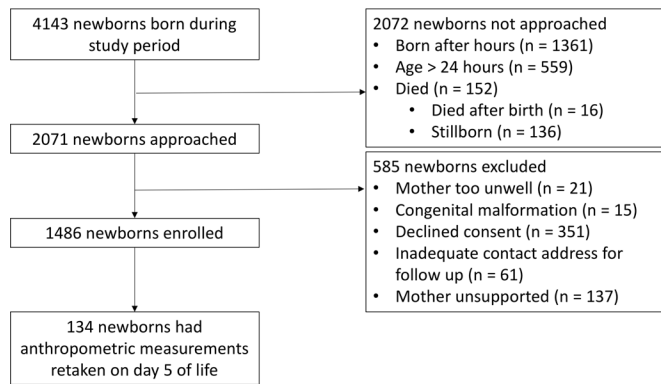 4143 newborns born during
study period
2072 newborns not approached
• Born after hours (n = 1361)
• Age > 24 hours (n = 559)
• Died (n = 152)
• Died after birth (n = 16)
• Stillborn (n = 136)
2071 newborns approached
585 newborns excluded
• Mother too unwell (n = 21)
• Congenital malformation (n = 15)
• Declined consent (n = 351)
• Inadequate contact address for
follow up (n = 61)
• Mother unsupported (n = 137)
1486 newborns enrolled
134 newborns had
anthropometric measurements
retaken on day 5 of life